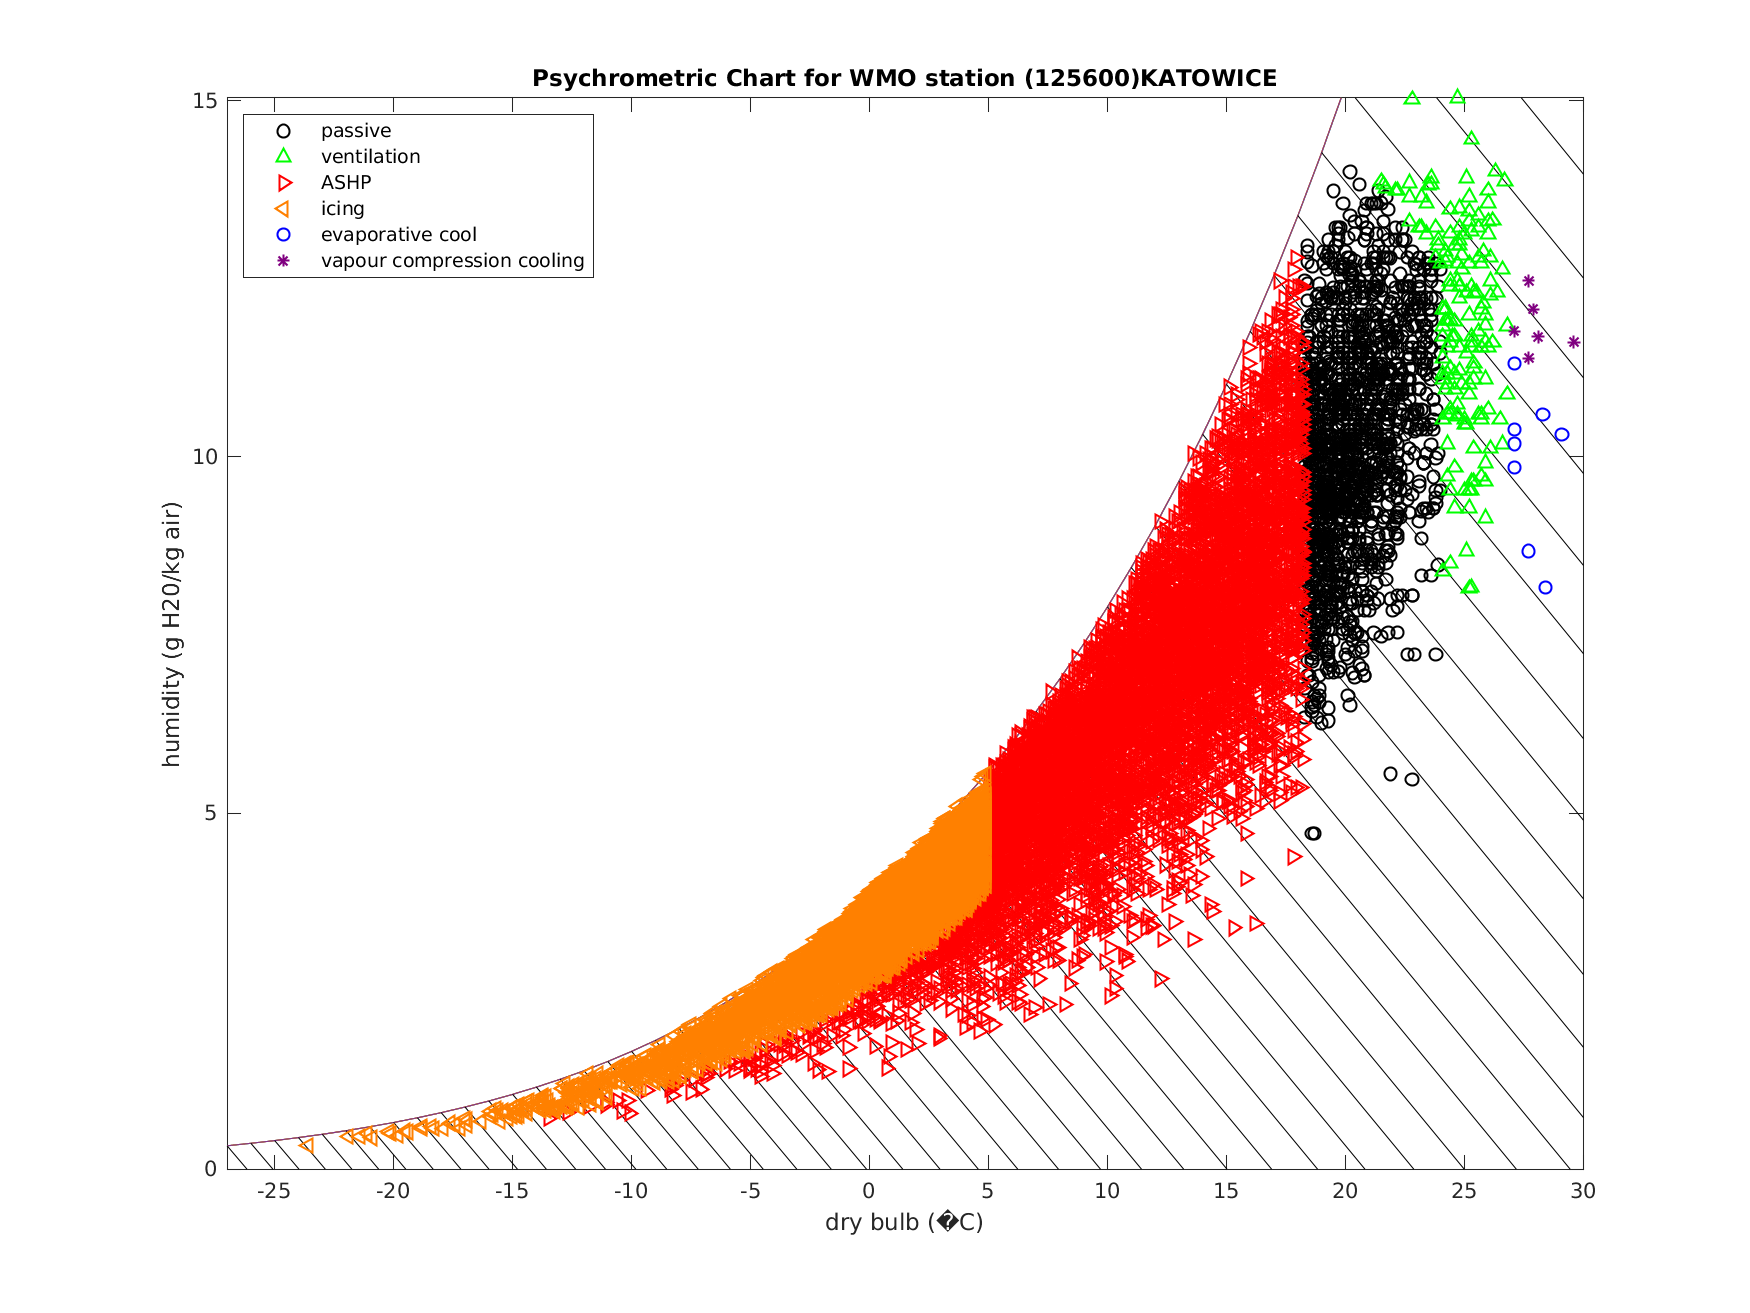 Psychrometric Chart for WMO station (125600)KATOWICE
passive
ventilation
ASHP
icing
evaporative cool
vapour compression cooling
15
10
5
0
humidity (g H20/kg air)
-25 -20 -15 -10 -5 0 5 10 15 20 25 30
dry bulb (�C)